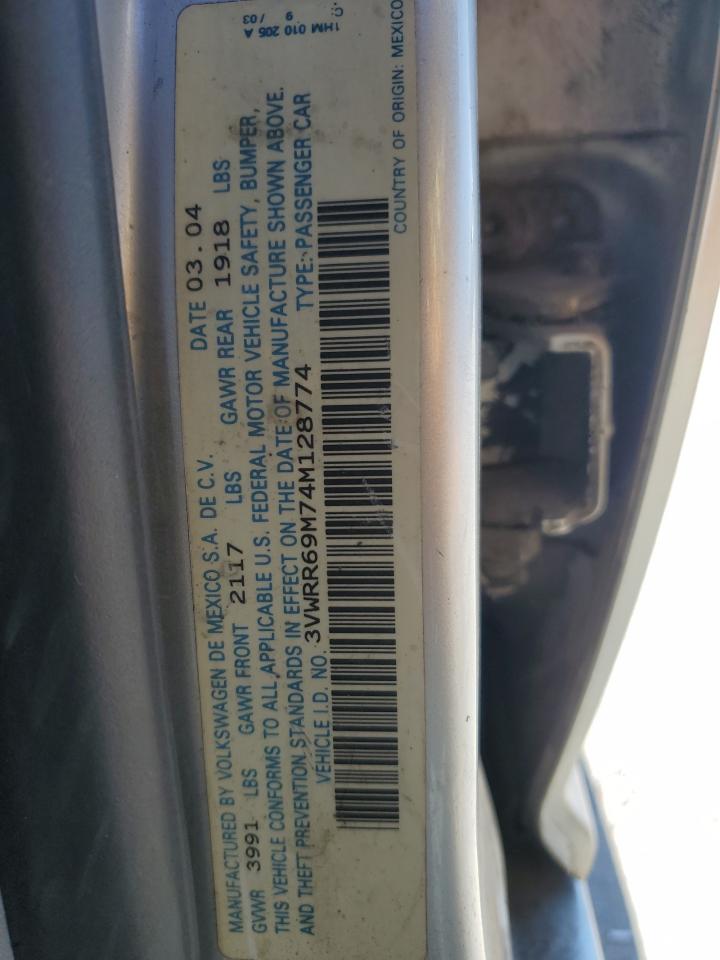 MANUFACTURED BY VOLKSWAGEN DE MEXICO S.A. DE C.V. DATE 03.04
GVWR 3991 LBS GAWR FRONT 2117 LBS GAWR REAR 1918 LBS
THIS VEHICLE CONFORMS TO ALL APPLICABLE U.S. FEDERAL MOTOR VEHICLE SAFETY, BUMPER,
AND THEFT PREVENTION STANDARDS IN EFFECT ON THE DATE OF MANUFACTURE SHOWN ABOVE.
VEHICLE I.D. NO. 3VWRR69M74M128774 TYPE: PASSENGER CAR
COUNTRY OF ORIGIN: MEXICO
1HM 010 205 A
9 / 03